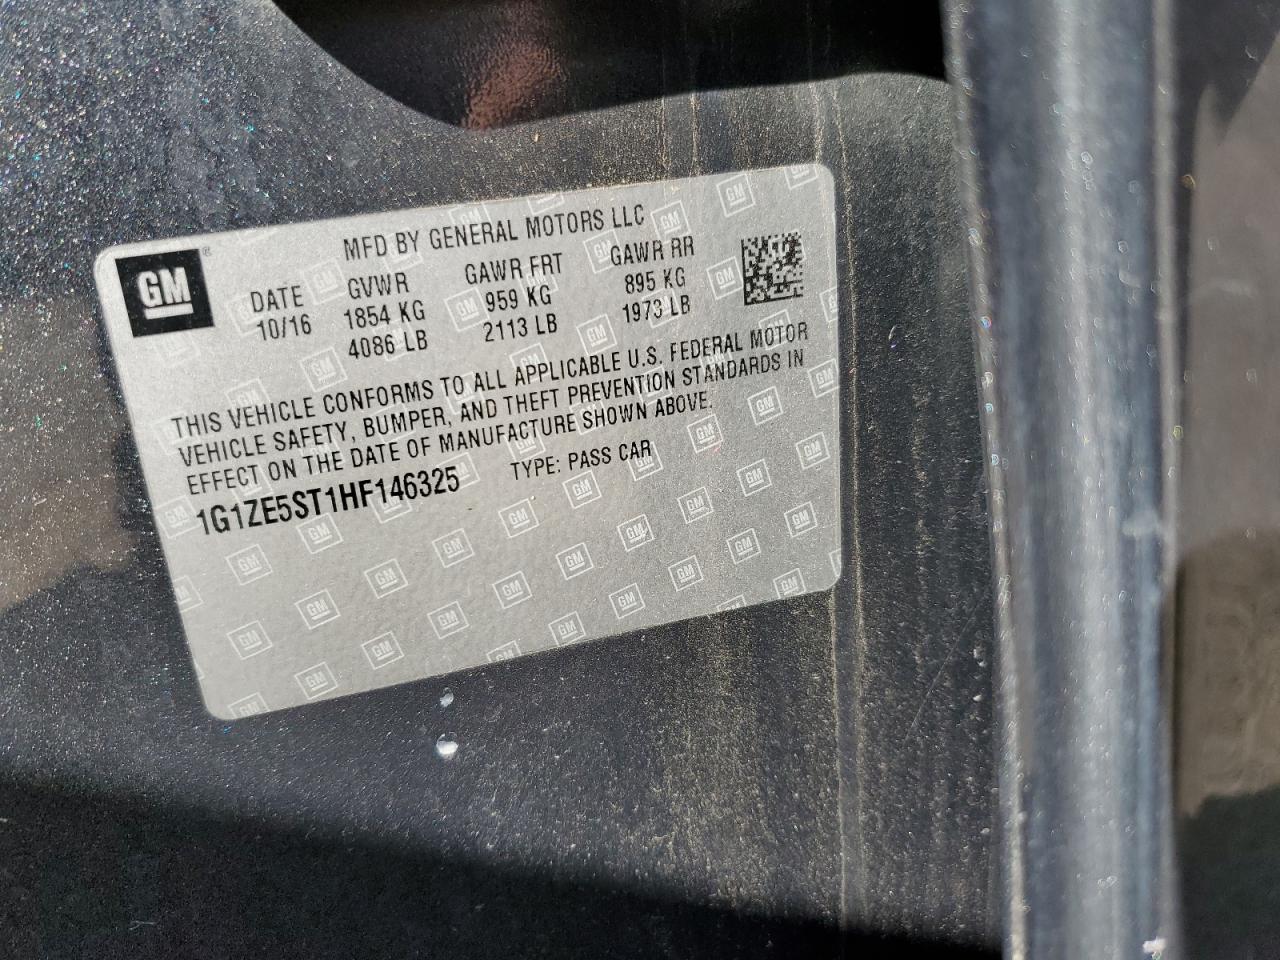 MFD BY GENERAL MOTORS LLC
GM
DATE GVWR GAWR FRT GAWR RR
10/16 1854 KG 959 KG 895 KG
4086 LB 2113 LB 1973 LB
THIS VEHICLE CONFORMS TO ALL APPLICABLE U.S. FEDERAL MOTOR
VEHICLE SAFETY, BUMPER, AND THEFT PREVENTION STANDARDS IN
EFFECT ON THE DATE OF MANUFACTURE SHOWN ABOVE.
1G1ZE5ST1HF146325 TYPE: PASS CAR